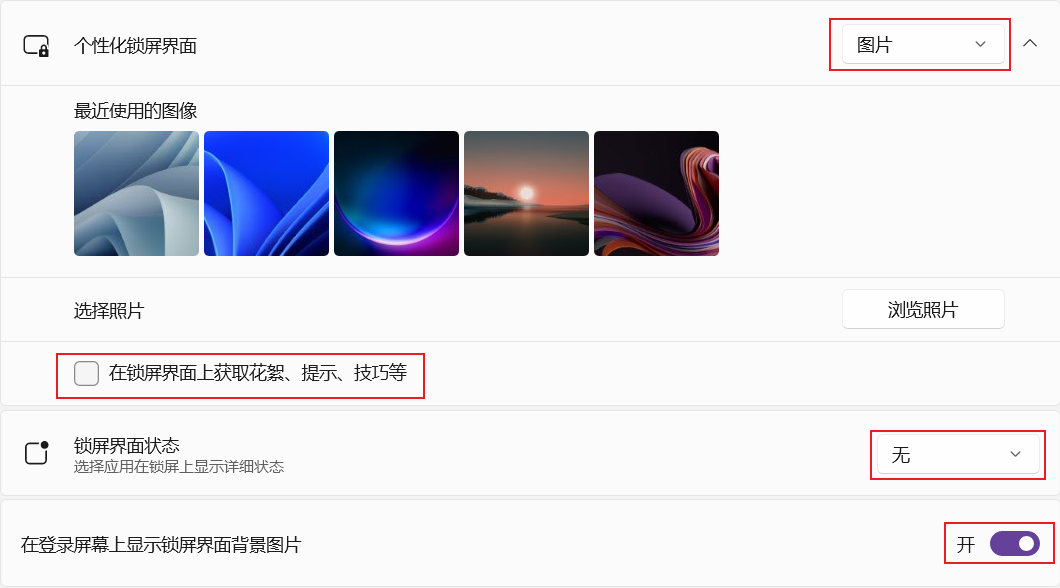 个性化锁屏界面
图片
最近使用的图像
选择照片
浏览照片
在锁屏界面上获取花絮、提示、技巧等
锁屏界面状态
选择应用在锁屏上显示详细状态
无
在登录屏幕上显示锁屏界面背景图片
开